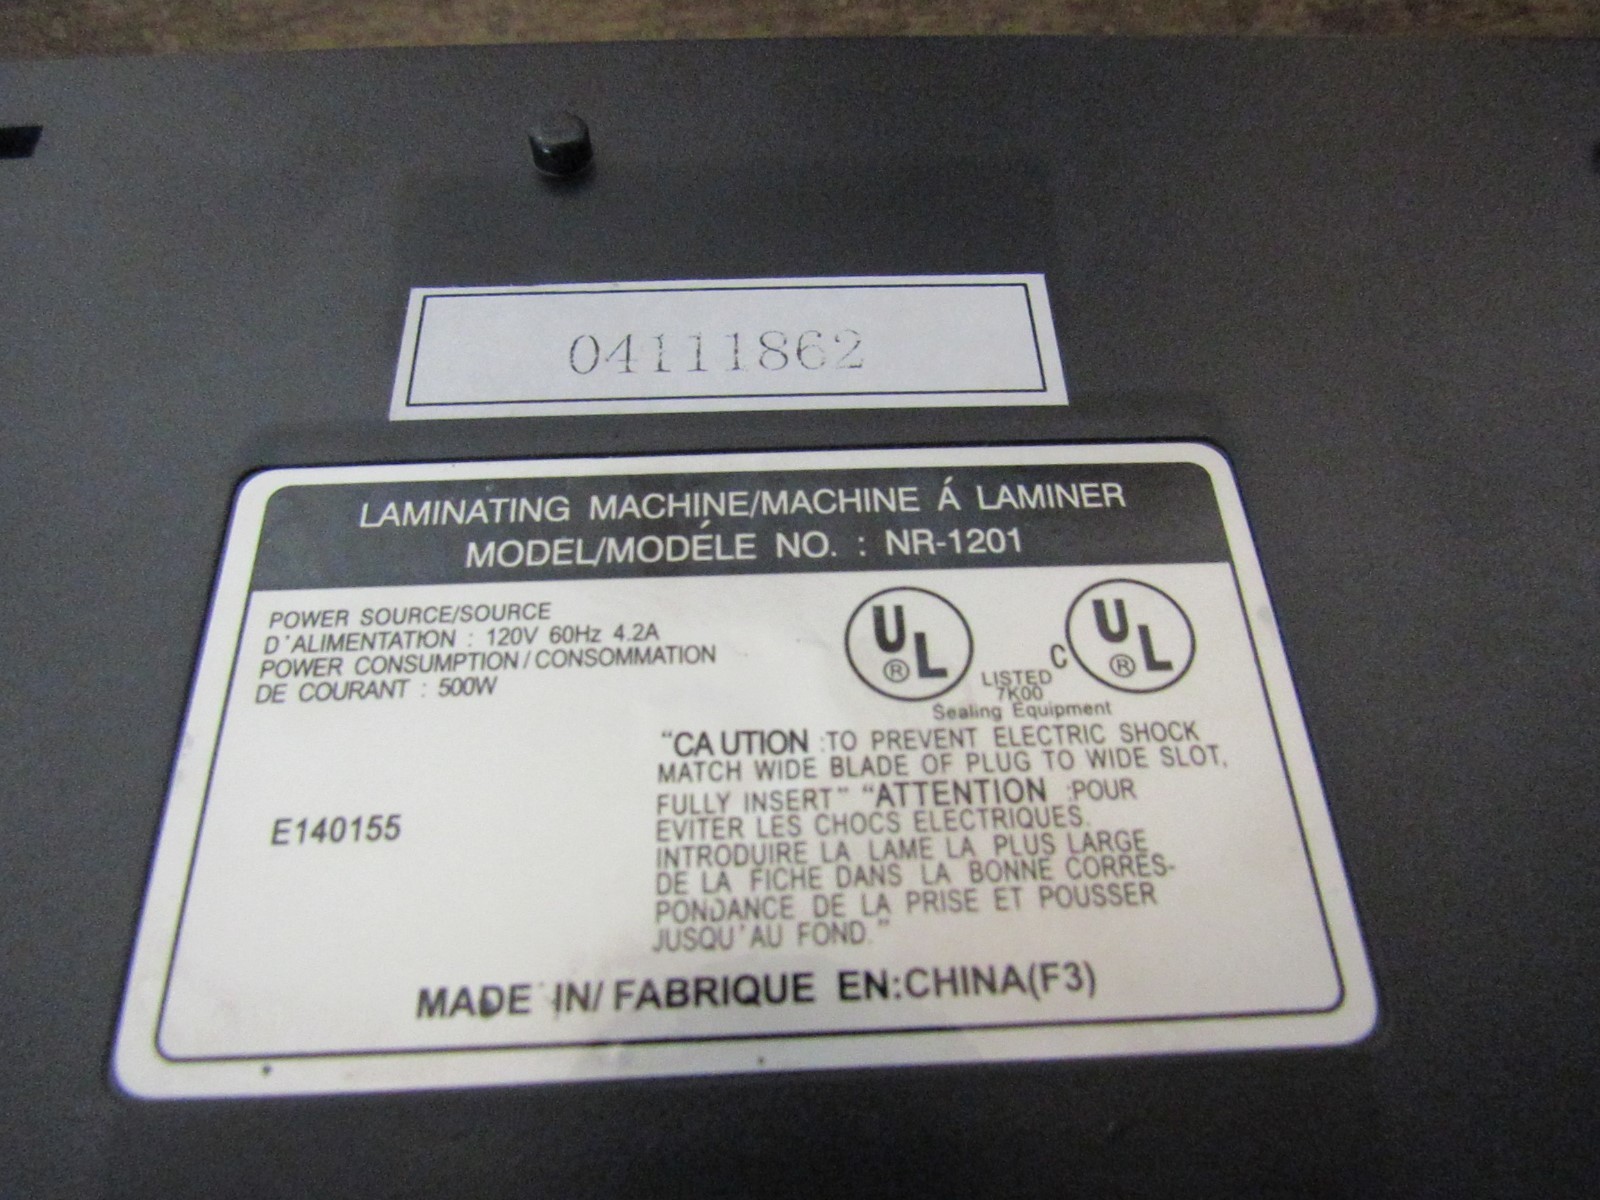 04111862
LAMINATING MACHINE/MACHINE Á LAMINER
MODEL/MODÉLE NO. : NR-1201
POWER SOURCE/SOURCE
D'ALIMENTATION : 120V 60Hz 4.2A
POWER CONSUMPTION/CONSOMMATION
DE COURANT : 500W
UL ®
LISTED
7K00
C UL ®
Sealing Equipment
"CA UTION :TO PREVENT ELECTRIC SHOCK
MATCH WIDE BLADE OF PLUG TO WIDE SLOT,
FULLY INSERT" "ATTENTION :POUR
EVITER LES CHOCS ELECTRIQUES.
INTRODUIRE LA LAME LA PLUS LARGE
DE LA FICHE DANS LA BONNE CORRES-
PONDANCE DE LA PRISE ET POUSSER
JUSQU'AU FOND."
E140155
MADE IN/ FABRIQUE EN:CHINA(F3)